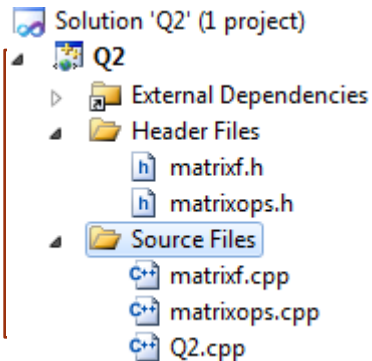 Solution 'Q2' (1 project)
Q2
External Dependencies
Header Files
h matrixf.h
h matrixops.h
Source Files
C++ matrixf.cpp
C++ matrixops.cpp
C++ Q2.cpp